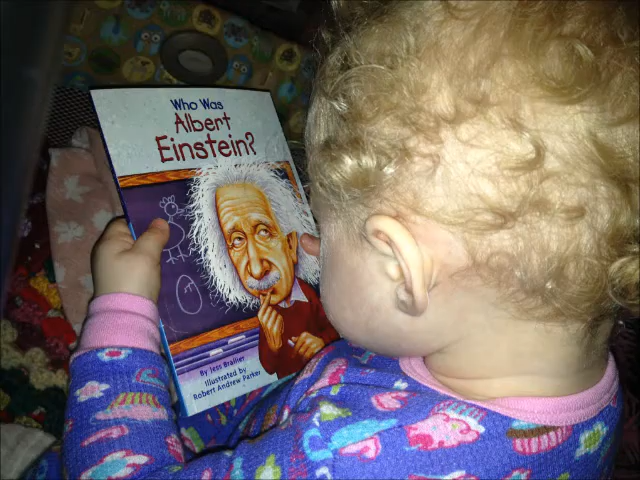 Who Was
Albert
Einstein?
By Jess Brallier
Illustrated by
Robert Andrew Parker